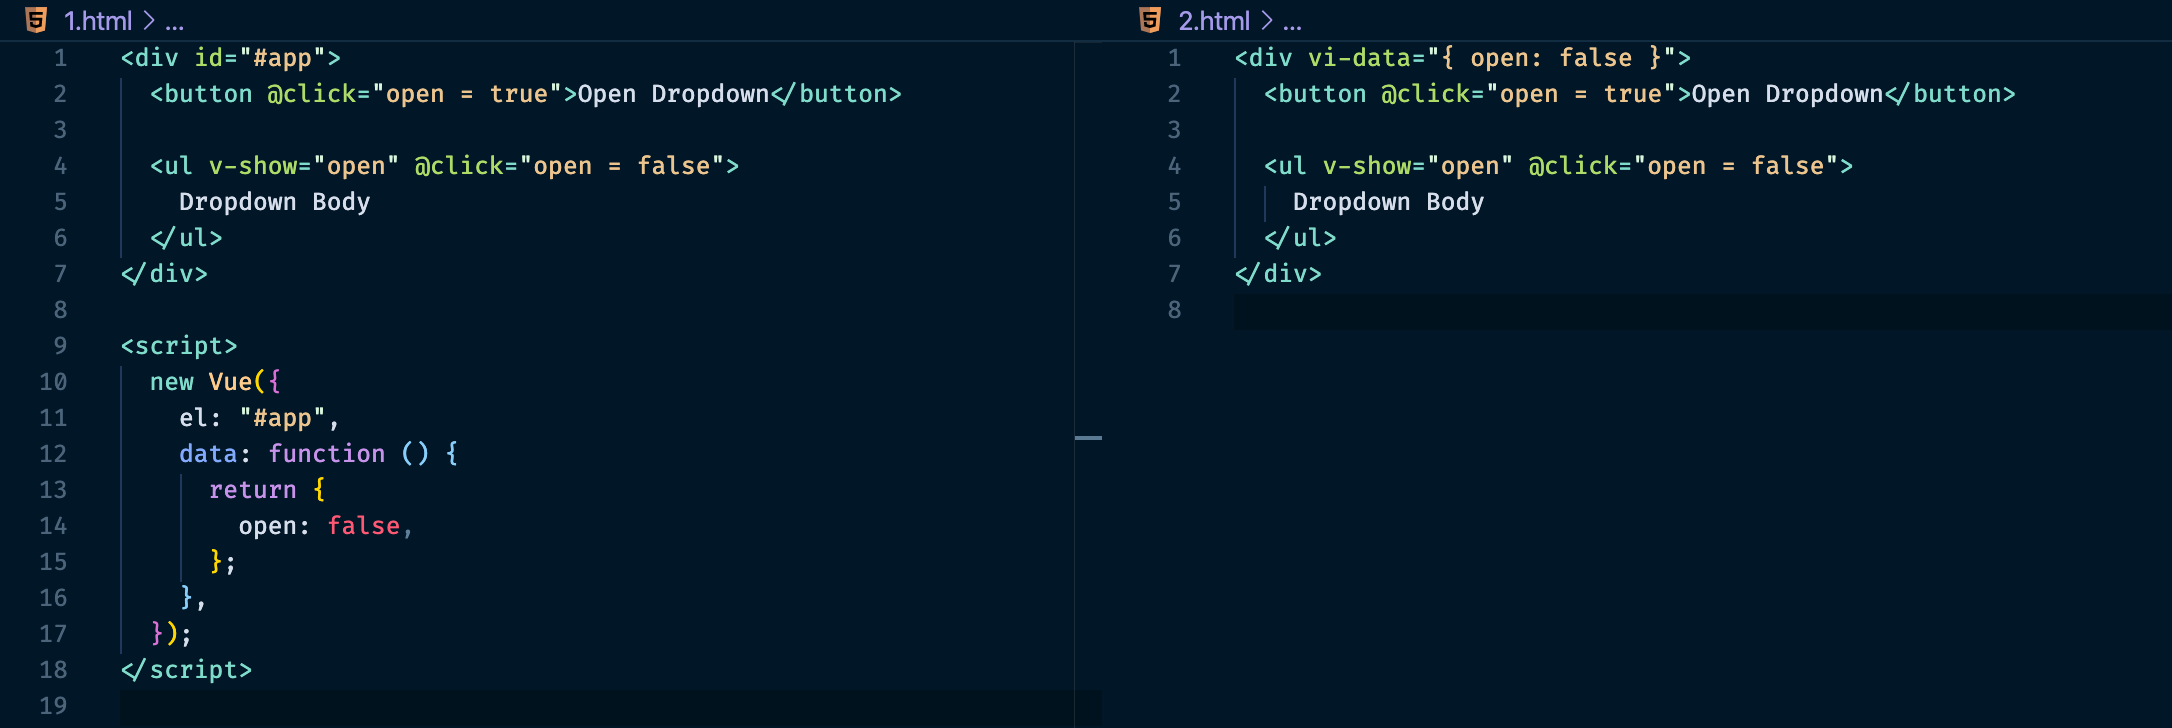 1.html > ...
1 <div id="#app">
2 <button @click="open = true">Open Dropdown</button>
3
4 <ul v-show="open" @click="open = false">
5 Dropdown Body
6 </ul>
7 </div>
8
9 <script>
10 new Vue({
11 el: "#app",
12 data: function () {
13 return {
14 open: false,
15 };
16 },
17 });
18 </script>
19
2.html > ...
1 <div vi-data="{ open: false }">
2 <button @click="open = true">Open Dropdown</button>
3
4 <ul v-show="open" @click="open = false">
5 Dropdown Body
6 </ul>
7 </div>
8